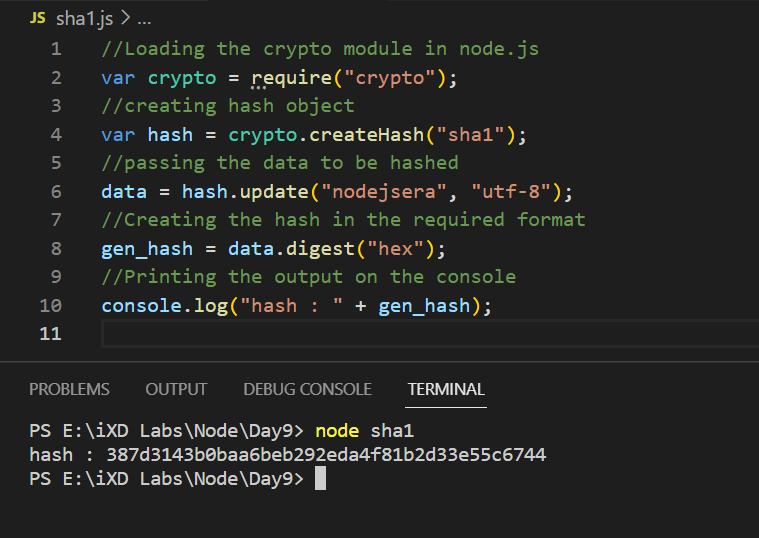 JS sha1.js > ...
1 //Loading the crypto module in node.js
2 var crypto = require("crypto");
3 //creating hash object
4 var hash = crypto.createHash("sha1");
5 //passing the data to be hashed
6 data = hash.update("nodejsera", "utf-8");
7 //Creating the hash in the required format
8 gen_hash = data.digest("hex");
9 //Printing the output on the console
10 console.log("hash : " + gen_hash);
11
PROBLEMS OUTPUT DEBUG CONSOLE TERMINAL
PS E:\iXD Labs\Node\Day9> node sha1
hash : 387d3143b0baa6beb292eda4f81b2d33e55c6744
PS E:\iXD Labs\Node\Day9>